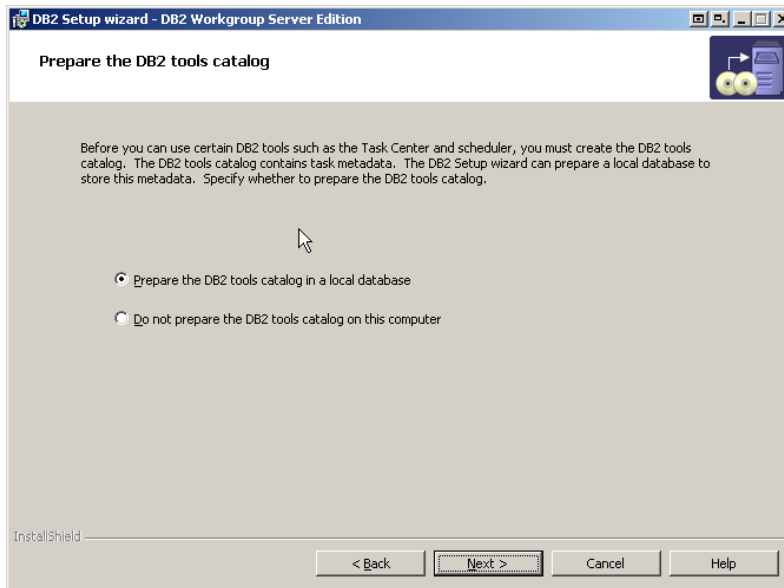 DB2 Setup wizard - DB2 Workgroup Server Edition
Prepare the DB2 tools catalog
Before you can use certain DB2 tools such as the Task Center and scheduler, you must create the DB2 tools
catalog. The DB2 tools catalog contains task metadata. The DB2 Setup wizard can prepare a local database to
store this metadata. Specify whether to prepare the DB2 tools catalog.
Prepare the DB2 tools catalog in a local database
Do not prepare the DB2 tools catalog on this computer
InstallShield
< Back Next > Cancel Help